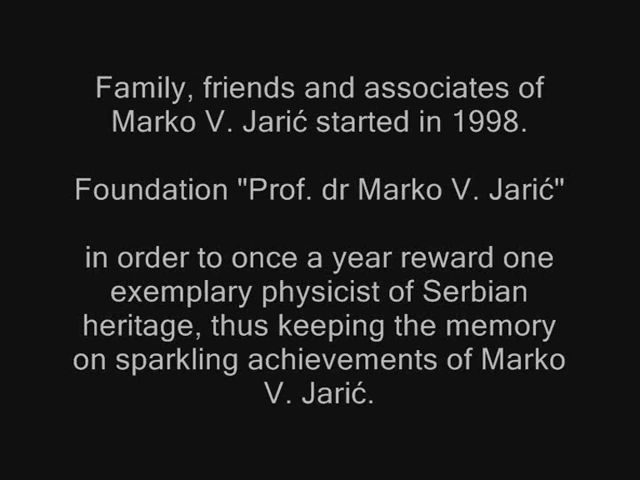 Family, friends and associates of
Marko V. Jarić started in 1998.
Foundation "Prof. dr Marko V. Jarić"
in order to once a year reward one
exemplary physicist of Serbian
heritage, thus keeping the memory
on sparkling achievements of Marko
V. Jarić.